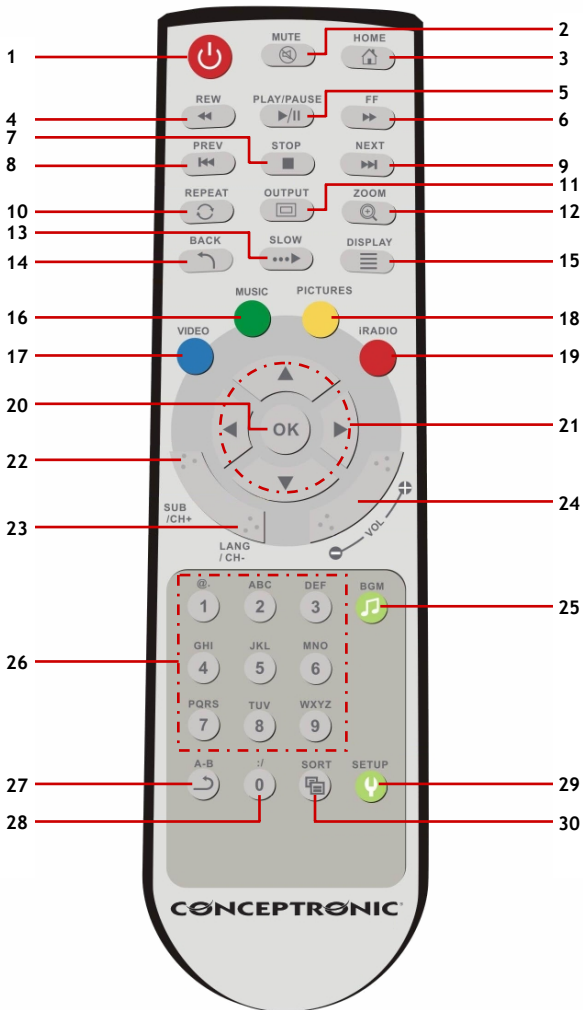 MUTE HOME 2
1 3
REW PLAY/PAUSE FF 5
4 6
7 PREV STOP NEXT
8 9
REPEAT OUTPUT ZOOM 11
10 12
13 BACK SLOW DISPLAY
14 15
MUSIC PICTURES
16 18
VIDEO iRADIO
17 19
20 OK 21
22
SUB
/CH+ 24
23 VOL
LANG
/ CH-
@. ABC DEF BGM
1 2 3 25
GHI JKL MNO
26 4 5 6
PQRS TUV WXYZ
7 8 9
A-B :/ SORT SETUP
27 0 29
28 30
CONCEPTRONIC